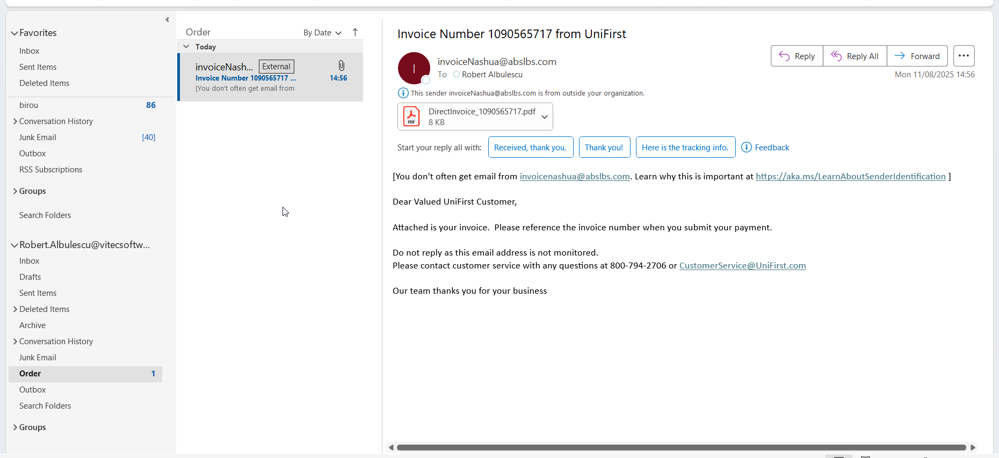 Favorites
Inbox
Sent Items
Deleted Items
birou 86
Conversation History
Junk Email [40]
Outbox
RSS Subscriptions
Groups
Search Folders
Robert.Albulescu@vitecsoftw...
Inbox
Drafts
Sent Items
Deleted Items
Archive
Conversation History
Junk Email
Order 1
Outbox
Search Folders
Groups
Order By Date
Today
invoiceNash... External
Invoice Number 1090565717 ... 14:56
[You don't often get email from
Invoice Number 1090565717 from UniFirst
I
invoiceNashua@abslbs.com
To Robert Albulescu
Reply Reply All Forward
Mon 11/08/2025 14:56
This sender invoiceNashua@abslbs.com is from outside your organization.
PDF
DirectInvoice_1090565717.pdf
8 KB
Start your reply all with: Received, thank you. Thank you! Here is the tracking info. Feedback
[You don't often get email from invoicenashua@abslbs.com. Learn why this is important at https://aka.ms/LearnAboutSenderIdentification ]
Dear Valued UniFirst Customer,
Attached is your invoice.  Please reference the invoice number when you submit your payment.
Do not reply as this email address is not monitored.
Please contact customer service with any questions at 800-794-2706 or CustomerService@UniFirst.com
Our team thanks you for your business